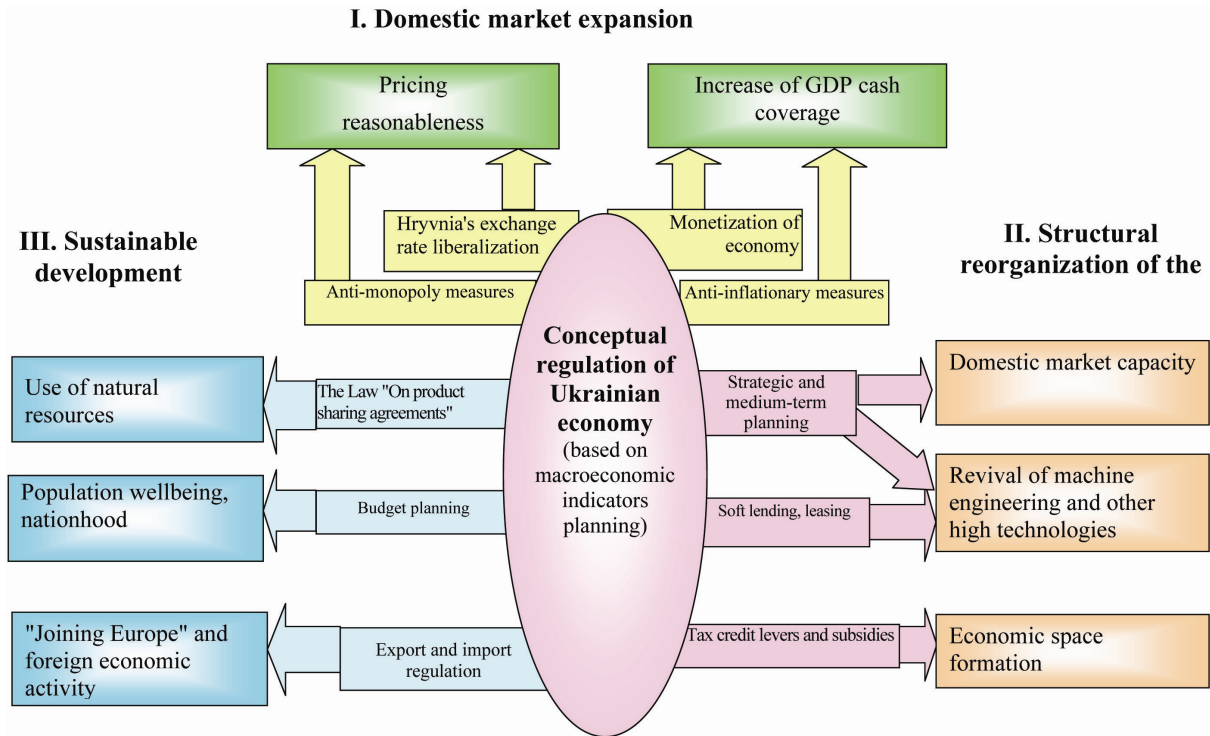 I. Domestic market expansion
Pricing
reasonableness
Increase of GDP cash
coverage
Hryvnia's exchange
rate liberalization
Monetization of
economy
III. Sustainable
development
II. Structural
reorganization of the
Anti-monopoly measures
Anti-inflationary measures
Conceptual
regulation of
Ukrainian
economy
(based on
macroeconomic
indicators
planning)
Use of natural
resources
The Law "On product
sharing agreements"
Strategic and
medium-term
planning
Domestic market capacity
Population wellbeing,
nationhood
Budget planning
Soft lending, leasing
Revival of machine
engineering and other
high technologies
"Joining Europe" and
foreign economic
activity
Export and import
regulation
Tax credit levers and subsidies
Economic space
formation